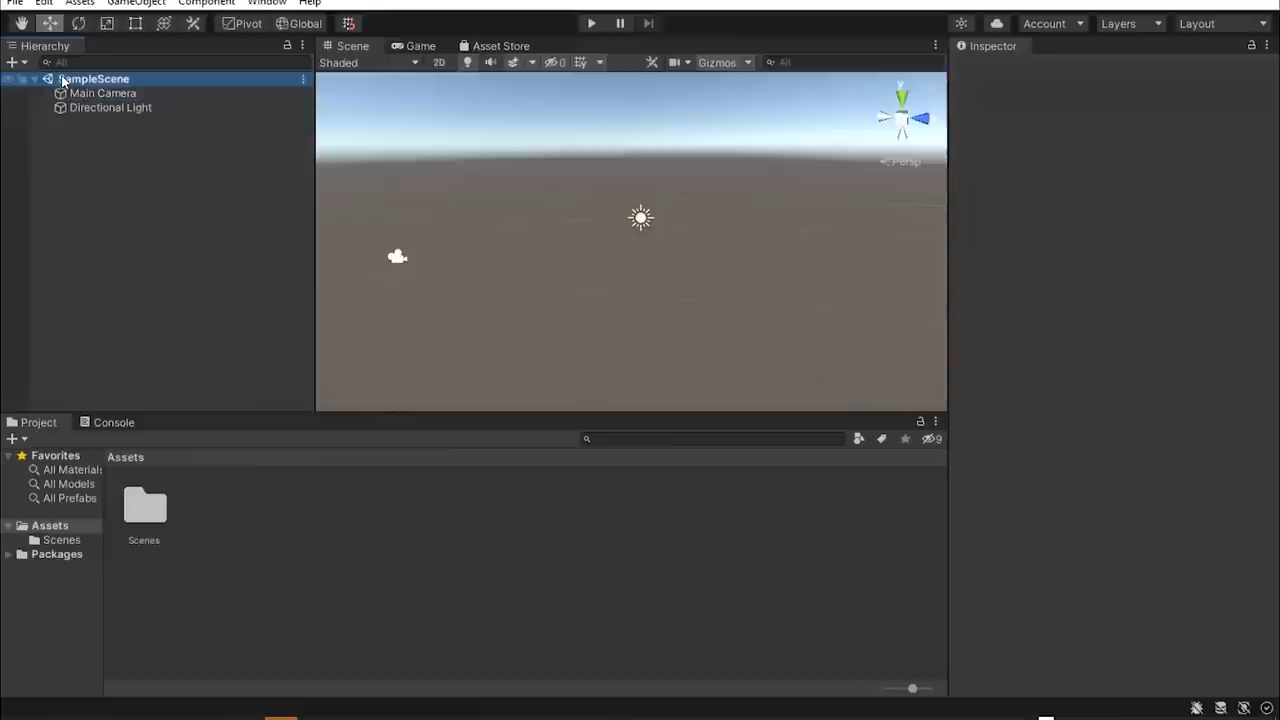 File Edit Assets GameObject Component Window Help
Pivot Global Account Layers Layout
Hierarchy Scene Game Asset Store Inspector
All Shaded 2D 0 Gizmos All
SampleScene
Main Camera
Directional Light
y
Persp
Project Console
9
Favorites Assets
All Materials
All Models
All Prefabs
Assets
Scenes Scenes
Packages